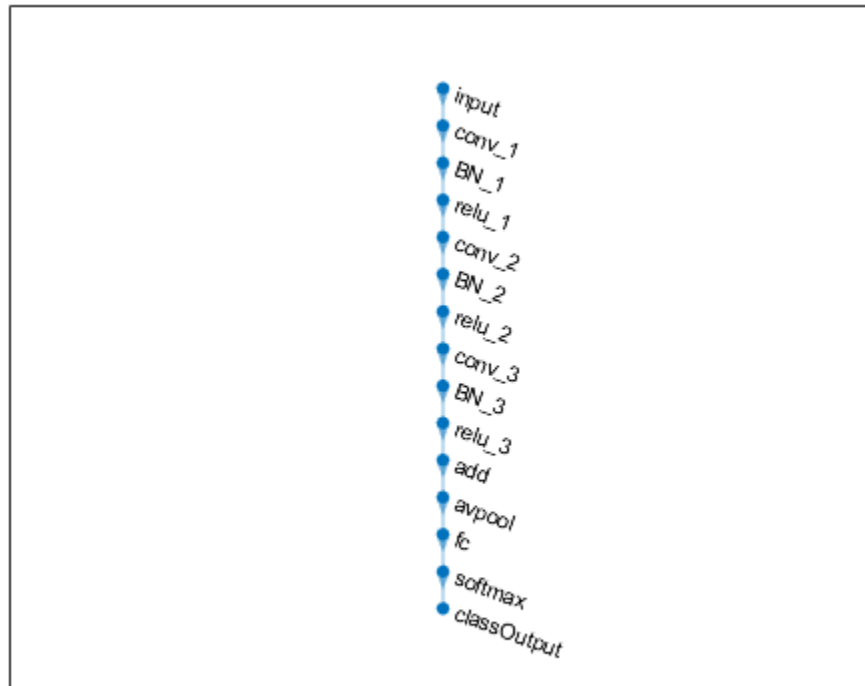 input
conv_1
BN_1
relu_1
conv_2
BN_2
relu_2
conv_3
BN_3
relu_3
add
avpool
fc
softmax
classOutput